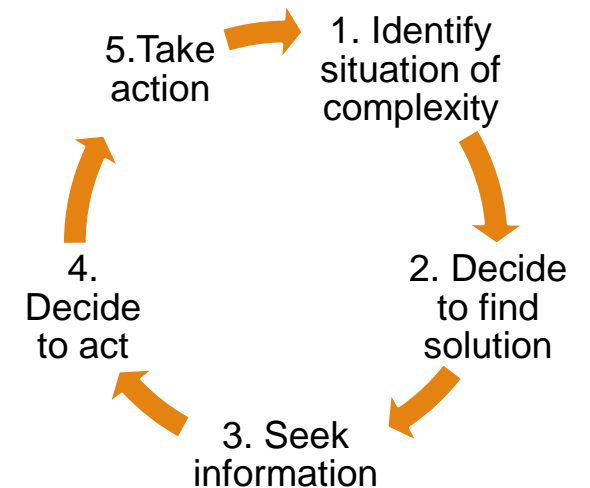 1. Identify
situation of
complexity
2. Decide
to find
solution
3. Seek
information
4.
Decide
to act
5.Take
action